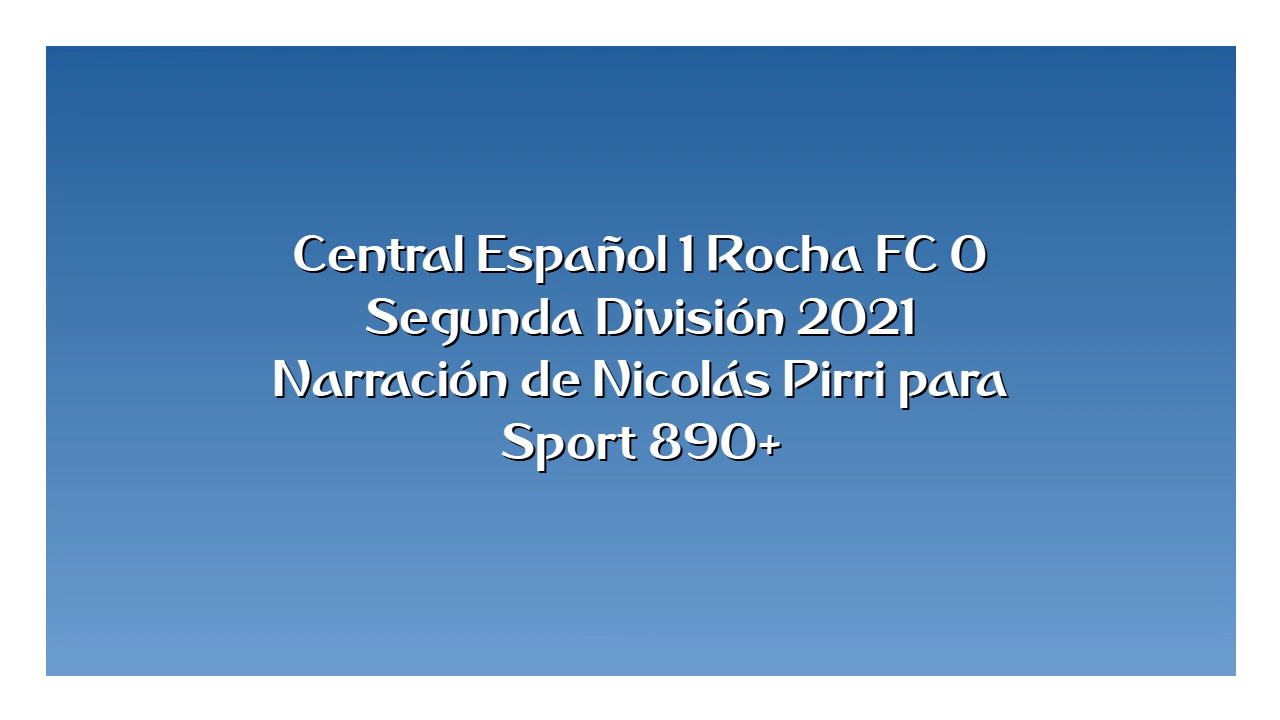 Central Español 1 Rocha FC 0
Segunda División 2021
Narración de Nicolás Pirri para
Sport 890+